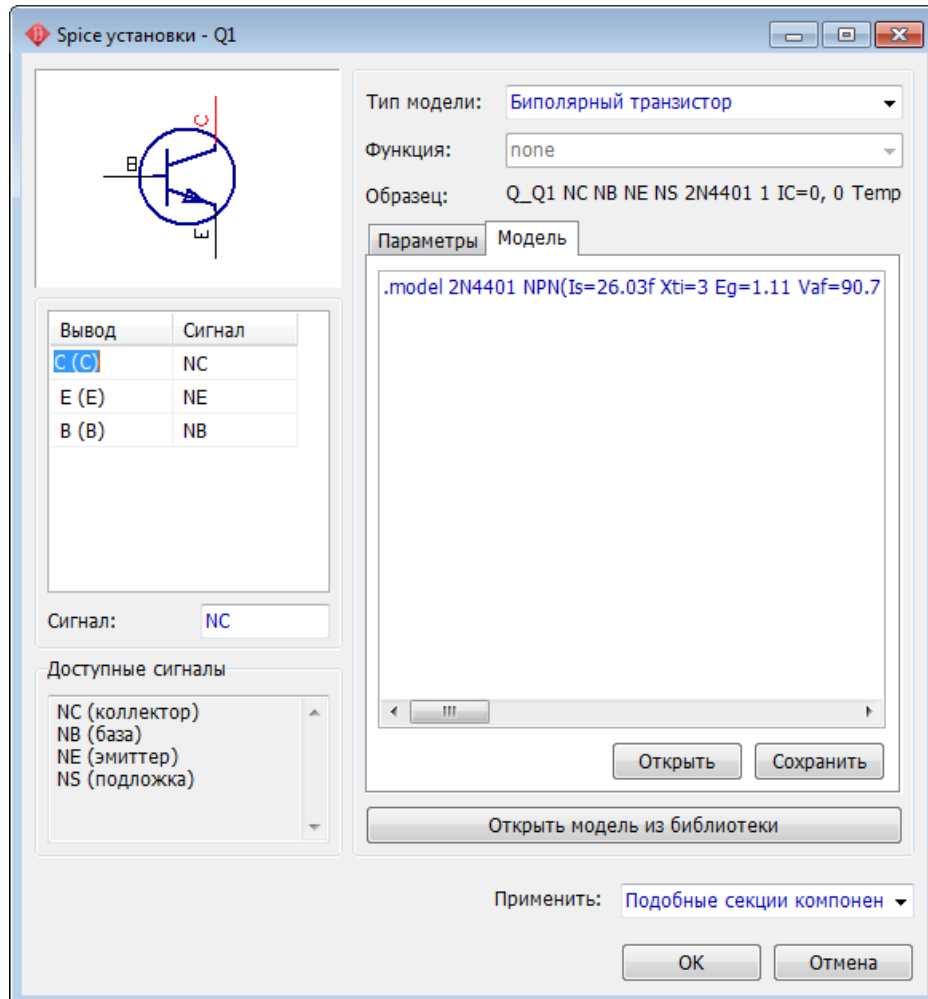 Spice установки - Q1
C
B
E
Тип модели: Биполярный транзистор
Функция: none
Образец: Q_Q1 NC NB NE NS 2N4401 1 IC=0, 0 Temp
Параметры Модель
.model 2N4401 NPN(Is=26.03f Xti=3 Eg=1.11 Vaf=90.7
Вывод Сигнал
C (C) NC
E (E) NE
B (B) NB
Сигнал: NC
Доступные сигналы
NC (коллектор)
NB (база)
NE (эмиттер)
NS (подложка)
Открыть Сохранить
Открыть модель из библиотеки
Применить: Подобные секции компонен
OK Отмена